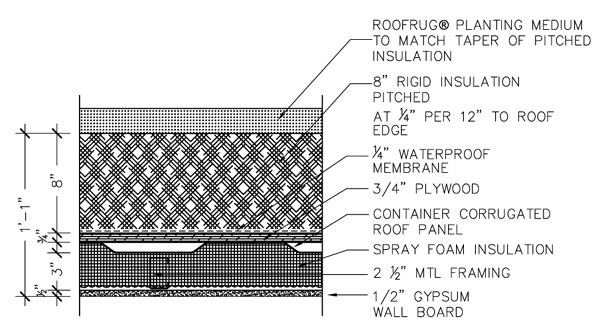 ROOFRUG® PLANTING MEDIUM
TO MATCH TAPER OF PITCHED
INSULATION
8" RIGID INSULATION
PITCHED
AT ¼" PER 12" TO ROOF
EDGE
¼" WATERPROOF
MEMBRANE
3/4" PLYWOOD
CONTAINER CORRUGATED
ROOF PANEL
SPRAY FOAM INSULATION
2 ½" MTL FRAMING
1/2" GYPSUM
WALL BOARD
1'-1"
8"
¾"
3"
½"